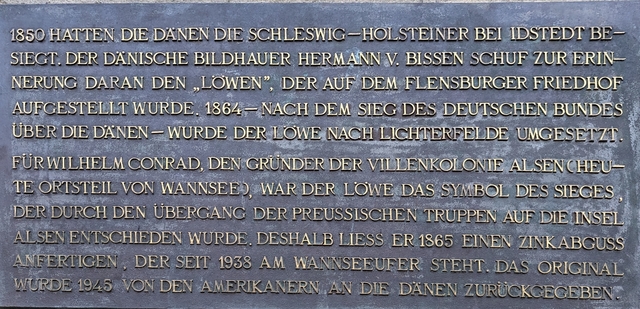 1850 HATTEN DIE DÄNEN DIE SCHLESWIG–HOLSTEINER BEI IDSTEDT BE-
SIEGT. DER DÄNISCHE BILDHAUER HERMANN V. BISSEN SCHUF ZUR ERIN-
NERUNG DARAN DEN „LÖWEN”, DER AUF DEM FLENSBURGER FRIEDHOF
AUFGESTELLT WURDE. 1864–NACH DEM SIEG DES DEUTSCHEN BUNDES
ÜBER DIE DÄNEN–WURDE DER LÖWE NACH LICHTERFELDE UMGESETZT.
FÜR WILHELM CONRAD, DEN GRÜNDER DER VILLENKOLONIE ALSEN (HEU-
TE ORTSTEIL VON WANNSEE), WAR DER LÖWE DAS SYMBOL DES SIEGES,
DER DURCH DEN ÜBERGANG DER PREUSSISCHEN TRUPPEN AUF DIE INSEL
ALSEN ENTSCHIEDEN WURDE. DESHALB LIESS ER 1865 EINEN ZINKABGUSS
ANFERTIGEN, DER SEIT 1938 AM WANNSEEUFER STEHT. DAS ORIGINAL
WURDE 1945 VON DEN AMERIKANERN AN DIE DÄNEN ZURÜCKGEGEBEN.